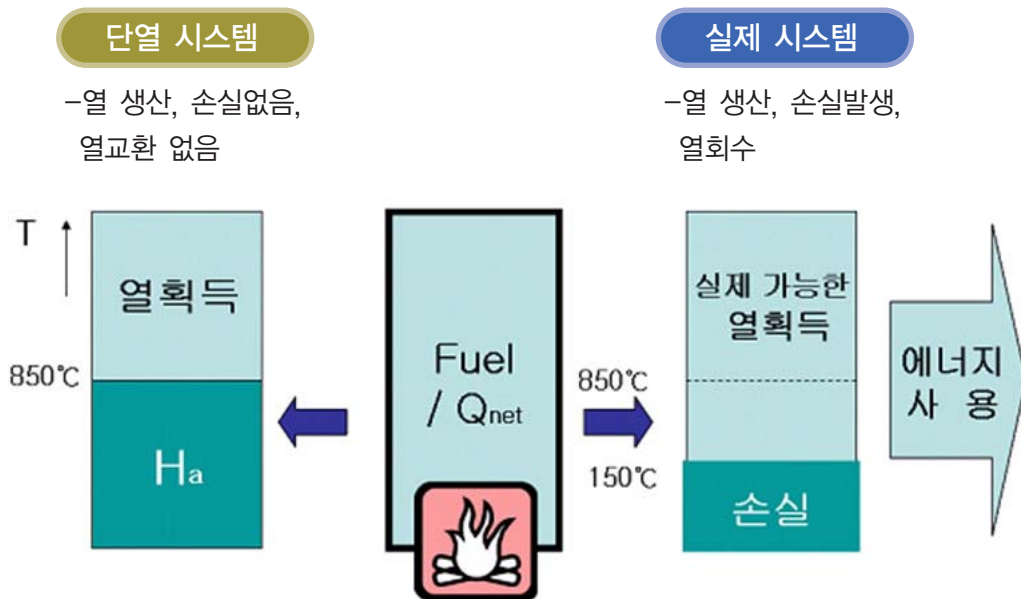 단열 시스템
실제 시스템
-열 생산, 손실없음,
열교환 없음
-열 생산, 손실발생,
열회수
T
열획득
850℃
Ha
Fuel
/ Qnet
850℃
150℃
실제 가능한
열획득
손실
에너지
사 용